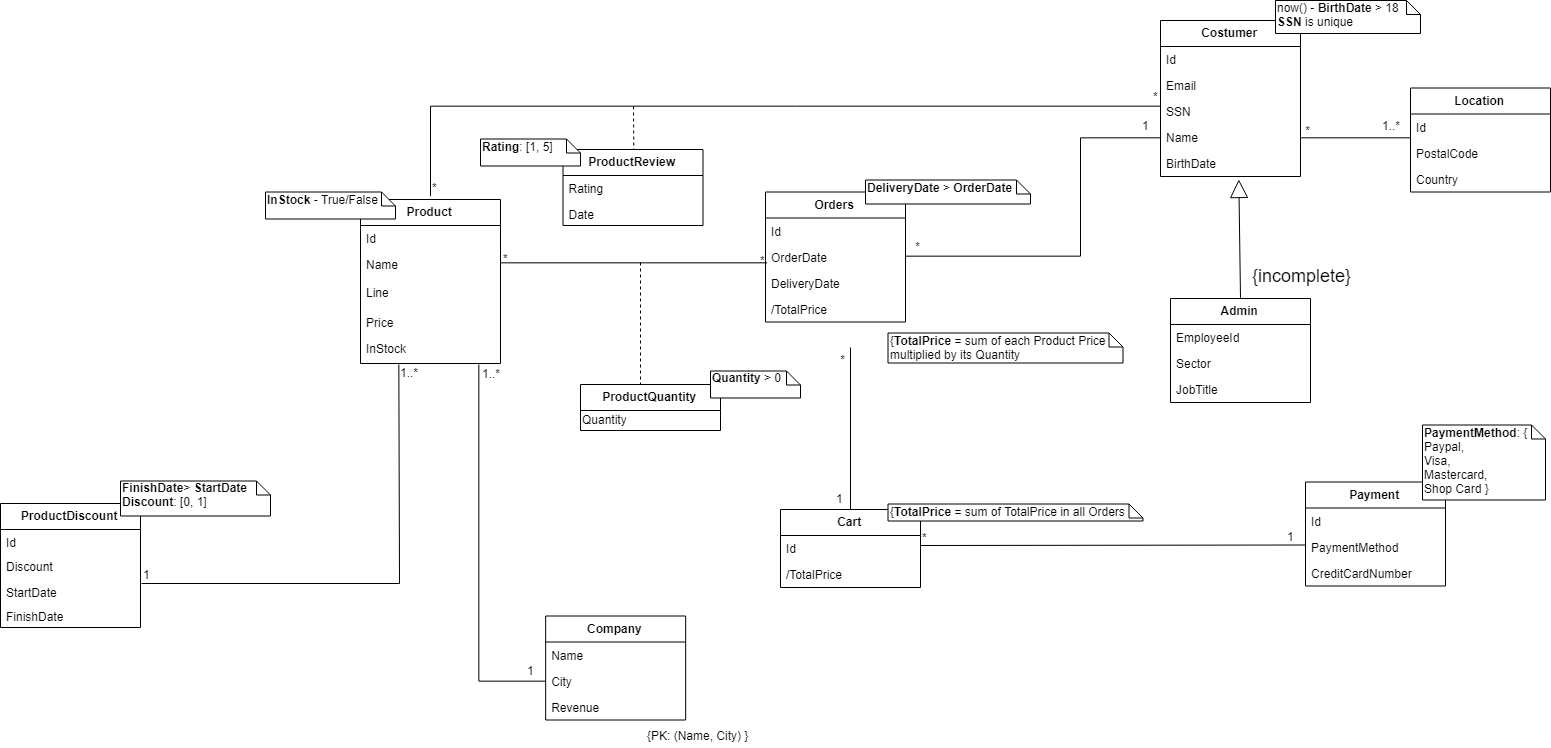 now() - BirthDate > 18
SSN is unique
Costumer
Id
Email
SSN
Name
BirthDate
*
1
*
1..*
Location
Id
PostalCode
Country
Rating: [1, 5]
ProductReview
Rating
Date
*
InStock - True/False
Product
Id
Name
Line
Price
InStock
*
*
DeliveryDate > OrderDate
Orders
Id
OrderDate
DeliveryDate
/TotalPrice
*
{incomplete}
Admin
EmployeeId
Sector
JobTitle
{TotalPrice = sum of each Product Price
multiplied by its Quantity
*
1..*
1..*
Quantity > 0
ProductQuantity
Quantity
PaymentMethod: {
Paypal,
Visa,
Mastercard,
Shop Card }
Payment
Id
PaymentMethod
CreditCardNumber
FinishDate> StartDate
Discount: [0, 1]
ProductDiscount
Id
Discount
StartDate
FinishDate
1
1
{TotalPrice = sum of TotalPrice in all Orders
Cart
Id
/TotalPrice
*
1
Company
Name
City
Revenue
1
{PK: (Name, City) }